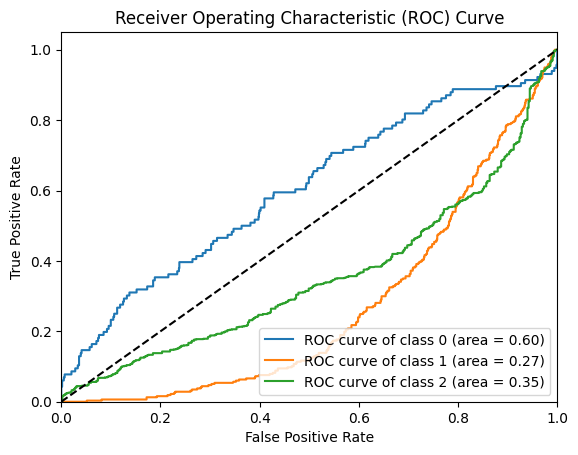 Receiver Operating Characteristic (ROC) Curve
True Positive Rate
1.0
0.8
0.6
0.4
0.2
0.0
ROC curve of class 0 (area = 0.60)
ROC curve of class 1 (area = 0.27)
ROC curve of class 2 (area = 0.35)
0.0 0.2 0.4 0.6 0.8 1.0
False Positive Rate